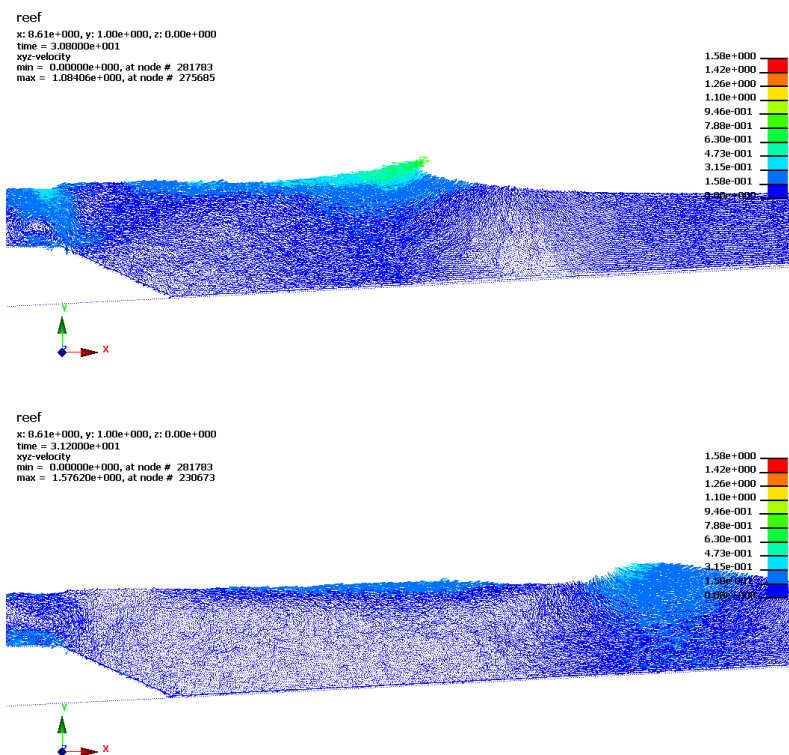 reef
x: 8.61e+000, y: 1.00e+000, z: 0.00e+000
time = 3.08000e+001
xyz-velocity
min = 0.00000e+000, at node # 281783
max = 1.08406e+000, at node # 275685
1.58e+000
1.42e+000
1.26e+000
1.10e+000
9.46e-001
7.88e-001
6.30e-001
4.73e-001
3.15e-001
1.58e-001
0.00e+000
Y
Z X
reef
x: 8.61e+000, y: 1.00e+000, z: 0.00e+000
time = 3.12000e+001
xyz-velocity
min = 0.00000e+000, at node # 281783
max = 1.57620e+000, at node # 230673
1.58e+000
1.42e+000
1.26e+000
1.10e+000
9.46e-001
7.88e-001
6.30e-001
4.73e-001
3.15e-001
1.58e-001
0.00e+000
Y
Z X